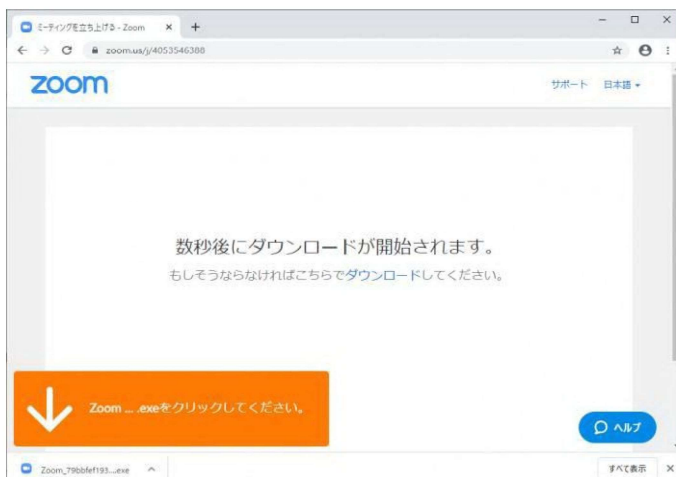 ミーティングを立ち上げる - Zoom
zoom.us/j/4053546388
zoom
サポート 日本語
数秒後にダウンロードが開始されます。
もしそうならなければこちらでダウンロードしてください。
Zoom ... .exeをクリックしてください。
ヘルプ
Zoom_79bbfef193....exe
すべて表示